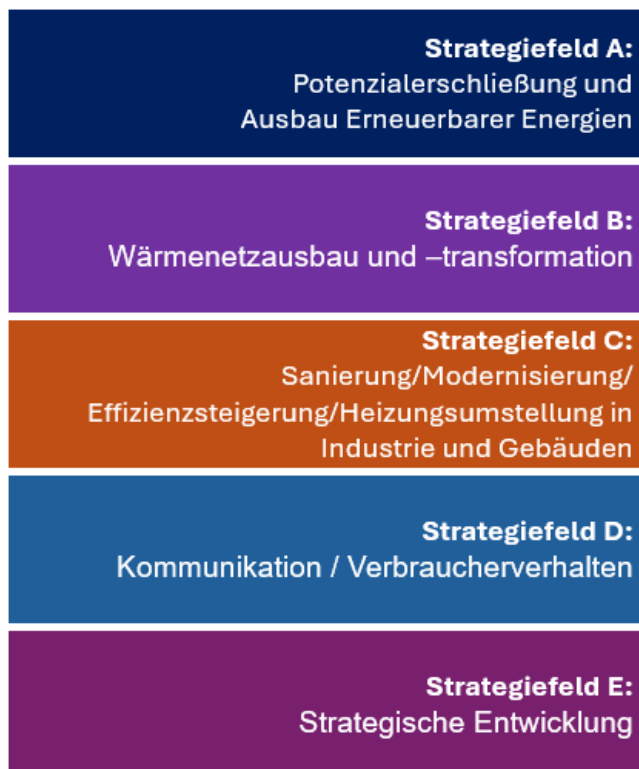 Strategiefeld A:
Potenzialerschließung und
Ausbau Erneuerbarer Energien
Strategiefeld B:
Wärmenetzausbau und –transformation
Strategiefeld C:
Sanierung/Modernisierung/
Effizienzsteigerung/Heizungsumstellung in
Industrie und Gebäuden
Strategiefeld D:
Kommunikation / Verbraucherverhalten
Strategiefeld E:
Strategische Entwicklung